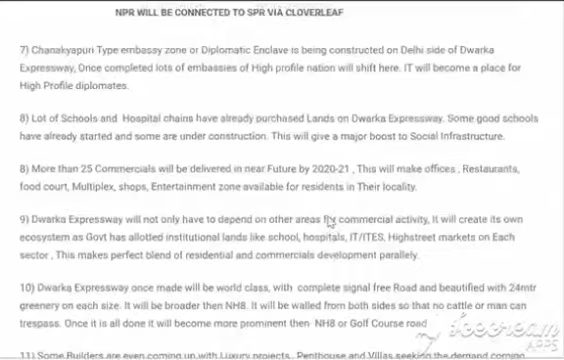 NPR WILL BE CONNECTED TO SPR VIA CLOVERLEAF
7) Chanakyapuri Type embassy zone or Diplomatic Enclave is being constructed on Delhi side of Dwarka
Expressway, Once completed lots of embassies of High profile nation will shift here. IT will become a place for
High Profile diplomates.
8) Lot of Schools and Hospital chains have already purchased Lands on Dwarka Expressway. Some good schools
have already started and some are under construction. This will give a major boost to Social Infrastructure.
8) More than 25 Commercials will be delivered in near Future by 2020-21 , This will make offices , Restaurants,
food court, Multiplex, shops, Entertainment zone available for residents in Their locality.
9) Dwarka Expressway will not only have to depend on other areas for commercial activity, It will create its own
ecosystem as Govt has allotted institutional lands like school, hospitals, IT/ITES. Highstreet markets on Each
sector , This makes perfect blend of residential and commercials development parallely.
10) Dwarka Expressway once made will be world class, with complete signal free Road and beautified with 24mtr
greenery on each size. It will be broader then NH8. It will be walled from both sides so that no cattle or man can
trespass. Once it is all done it will become more prominent then NH8 or Golf Course road
Icecream
APPS
11) Some Builders are even coming up with Luxury projects , Penthouse and Villas seeking the demand coming